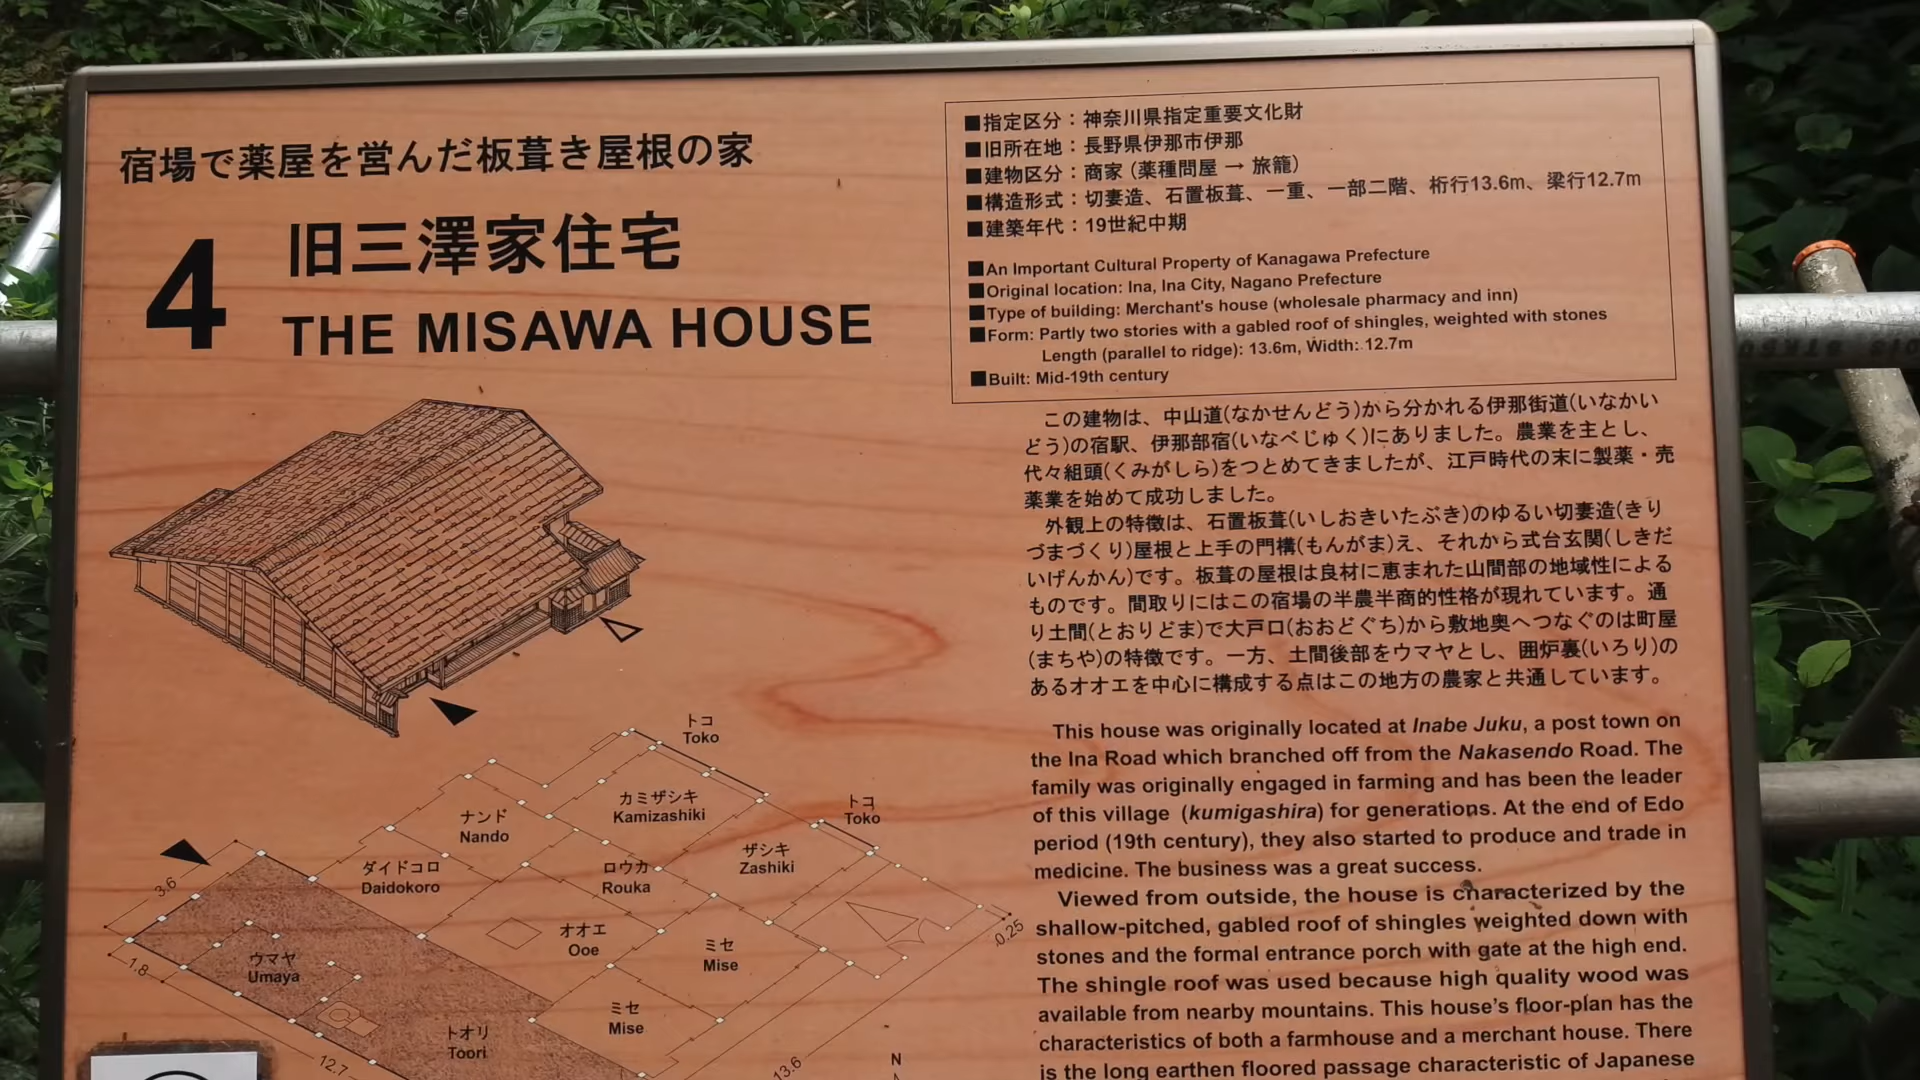 宿場で薬屋を営んだ板葺き屋根の家
4
旧三澤家住宅
THE MISAWA HOUSE
■指定区分：神奈川県指定重要文化財
■旧所在地：長野県伊那市伊那
■建物区分：商家（薬種問屋 → 旅籠）
■構造形式：切妻造、石置板葺、一重、一部二階、桁行13.6m、梁行12.7m
■建築年代：19世紀中期
■An Important Cultural Property of Kanagawa Prefecture
■Original location: Ina, Ina City, Nagano Prefecture
■Type of building: Merchant's house (wholesale pharmacy and inn)
■Form: Partly two stories with a gabled roof of shingles, weighted with stones
Length (parallel to ridge): 13.6m, Width: 12.7m
■Built: Mid-19th century
この建物は、中山道(なかせんどう)から分かれる伊那街道(いなかい
どう)の宿駅、伊那部宿(いなべじゅく)にありました。農業を主とし、
代々組頭(くみがしら)をつとめてきましたが、江戸時代の末に製薬・売
薬業を始めて成功しました。
外観上の特徴は、石置板葺(いしおきいたぶき)のゆるい切妻造(きり
づまづくり)屋根と上手の門構(もんがま)え、それから式台玄関(しきだ
いげんかん)です。板葺の屋根は良材に恵まれた山間部の地域性による
ものです。間取りにはこの宿場の半農半商的性格が現れています。通
り土間(とおりどま)で大戸口(おおどぐち)から敷地奥へつなぐのは町屋
(まちや)の特徴です。一方、土間後部をウマヤとし、囲炉裏(いろり)の
あるオオエを中心に構成する点はこの地方の農家と共通しています。
This house was originally located at Inabe Juku, a post town on
the Ina Road which branched off from the Nakasendo Road. The
family was originally engaged in farming and has been the leader
of this village (kumigashira) for generations. At the end of Edo
period (19th century), they also started to produce and trade in
medicine. The business was a great success.
Viewed from outside, the house is characterized by the
shallow-pitched, gabled roof of shingles weighted down with
stones and the formal entrance porch with gate at the high end.
The shingle roof was used because high quality wood was
available from nearby mountains. This house's floor-plan has the
characteristics of both a farmhouse and a merchant house. There
is the long earthen floored passage characteristic of Japanese
トコ
Toko
カミザシキ
Kamizashiki
トコ
Toko
ナンド
Nando
ザシキ
Zashiki
ダイドコロ
Daidokoro
ロウカ
Rouka
3.6
オオエ
Ooe
ミセ
Mise
0.25
ウマヤ
Umaya
1.8
ミセ
Mise
トオリ
Toori
12.7
13.6
N